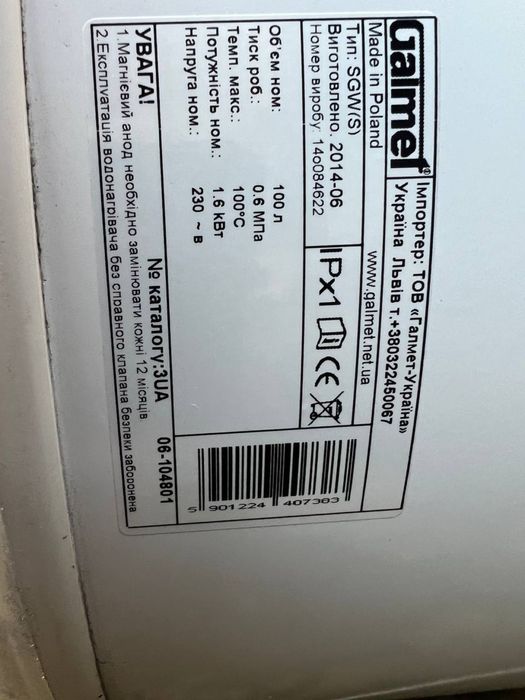 Galmet®
Імпортер: ТОВ «Галмет-Україна»
Україна Львів т.+380322450067
Made in Poland
www.galmet.net.ua
Тип: SGW(S)
Виготовлено. 2014-06
Номер виробу: 14o084622
IPx1 CE
Об'єм ном: 100 л
Тиск роб.: 0.6 МПа
Темп. макс.: 100°C
Потужність ном.: 1.6 кВт
Напруга ном.: 230 ~ в
5 901224 407383
№ каталогу:3UA 06-104801
УВАГА!
1.Магнієвий анод необхідно замінювати кожні 12 місяців
2 Експлуатація водонагрівача без справного клапана безпеки заборонена